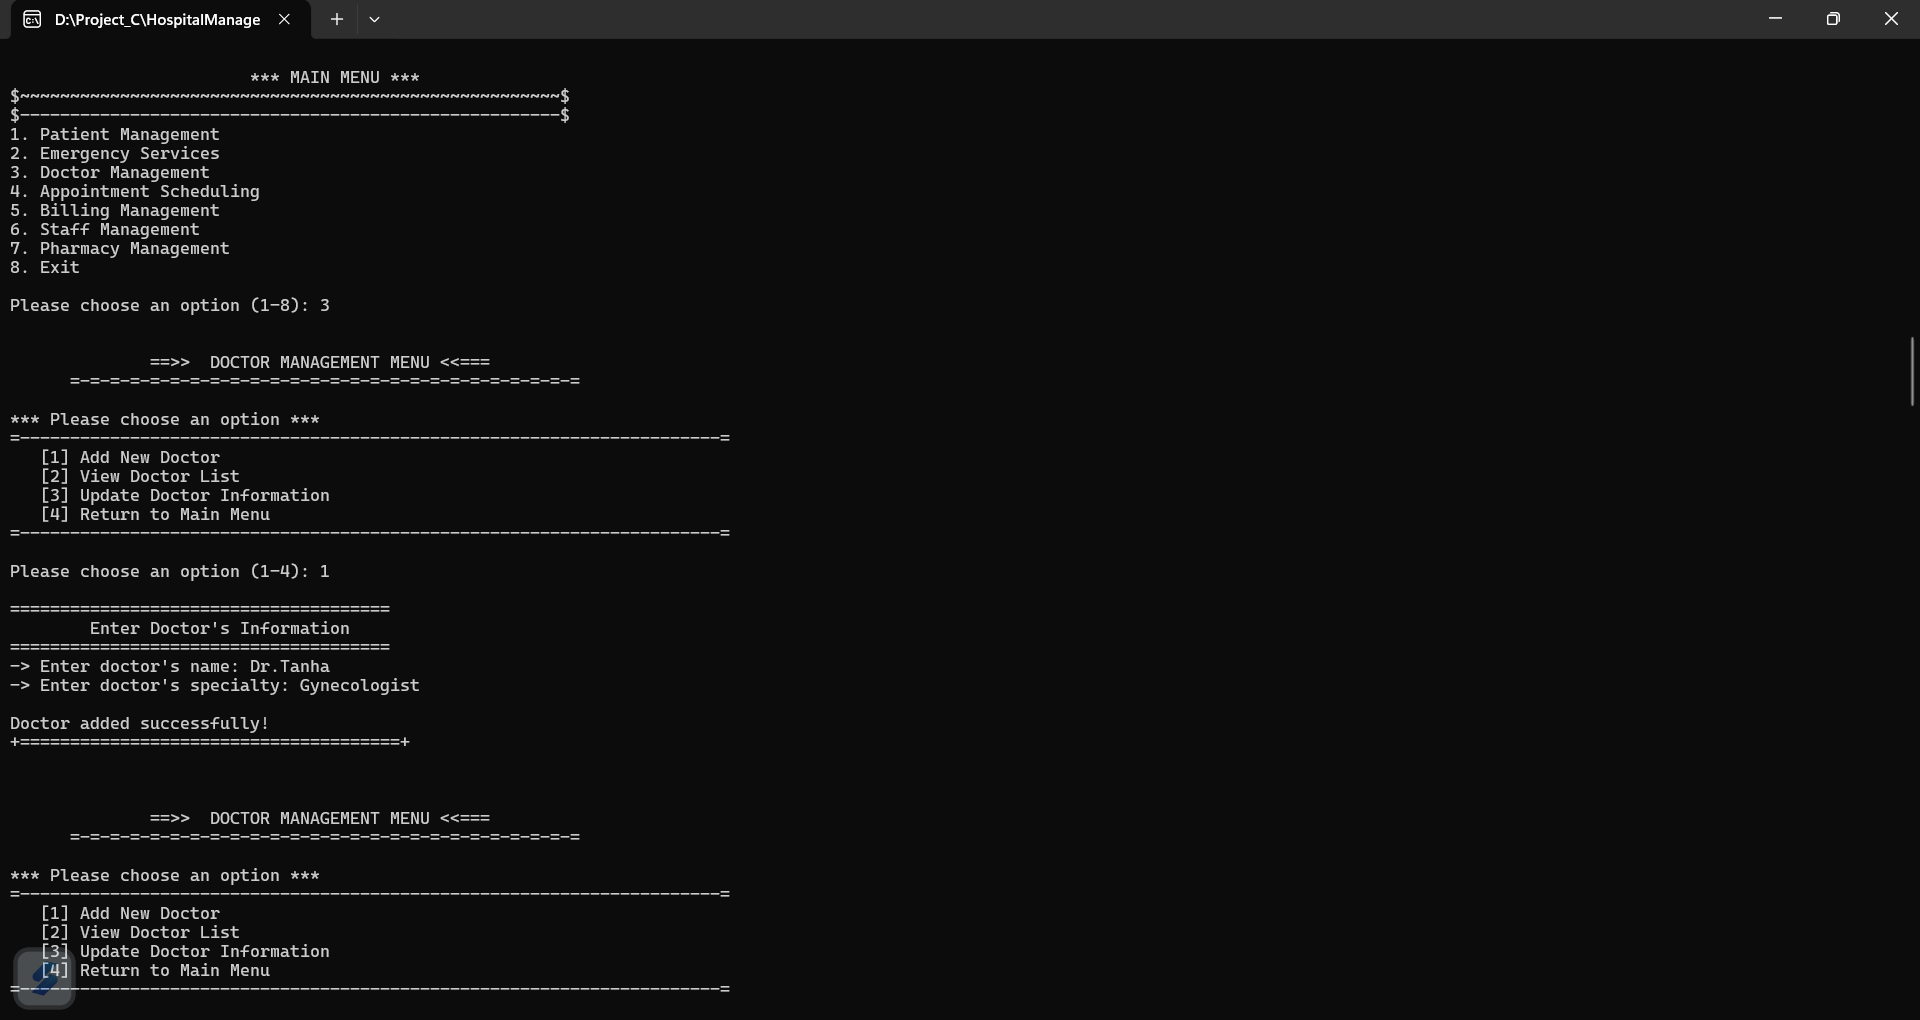 D:\Project_C\HospitalManage
*** MAIN MENU ***
$~~~~~~~~~~~~~~~~~~~~~~~~~~~~~~~~~~~~~~~~~~~~~~~~~~~~~~$
$------------------------------------------------------$
1. Patient Management
2. Emergency Services
3. Doctor Management
4. Appointment Scheduling
5. Billing Management
6. Staff Management
7. Pharmacy Management
8. Exit
Please choose an option (1-8): 3
==>>  DOCTOR MANAGEMENT MENU <<===
=-=-=-=-=-=-=-=-=-=-=-=-=-=-=-=-=-=-=-=-=-=-=-=-=-=
*** Please choose an option ***
=----------------------------------------------------------------------=
[1] Add New Doctor
[2] View Doctor List
[3] Update Doctor Information
[4] Return to Main Menu
=----------------------------------------------------------------------=
Please choose an option (1-4): 1
======================================
Enter Doctor's Information
======================================
-> Enter doctor's name: Dr.Tanha
-> Enter doctor's specialty: Gynecologist
Doctor added successfully!
+======================================+
==>>  DOCTOR MANAGEMENT MENU <<===
=-=-=-=-=-=-=-=-=-=-=-=-=-=-=-=-=-=-=-=-=-=-=-=-=-=
*** Please choose an option ***
=----------------------------------------------------------------------=
[1] Add New Doctor
[2] View Doctor List
[3] Update Doctor Information
[4] Return to Main Menu
=----------------------------------------------------------------------=